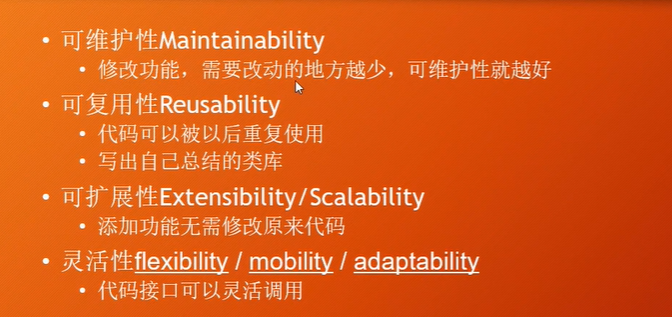 可维护性Maintainability
修改功能，需要改动的地方越少，可维护性就越好
可复用性Reusability
代码可以被以后重复使用
写出自己总结的类库
可扩展性Extensibility/Scalability
添加功能无需修改原来代码
灵活性flexibility / mobility / adaptability
代码接口可以灵活调用